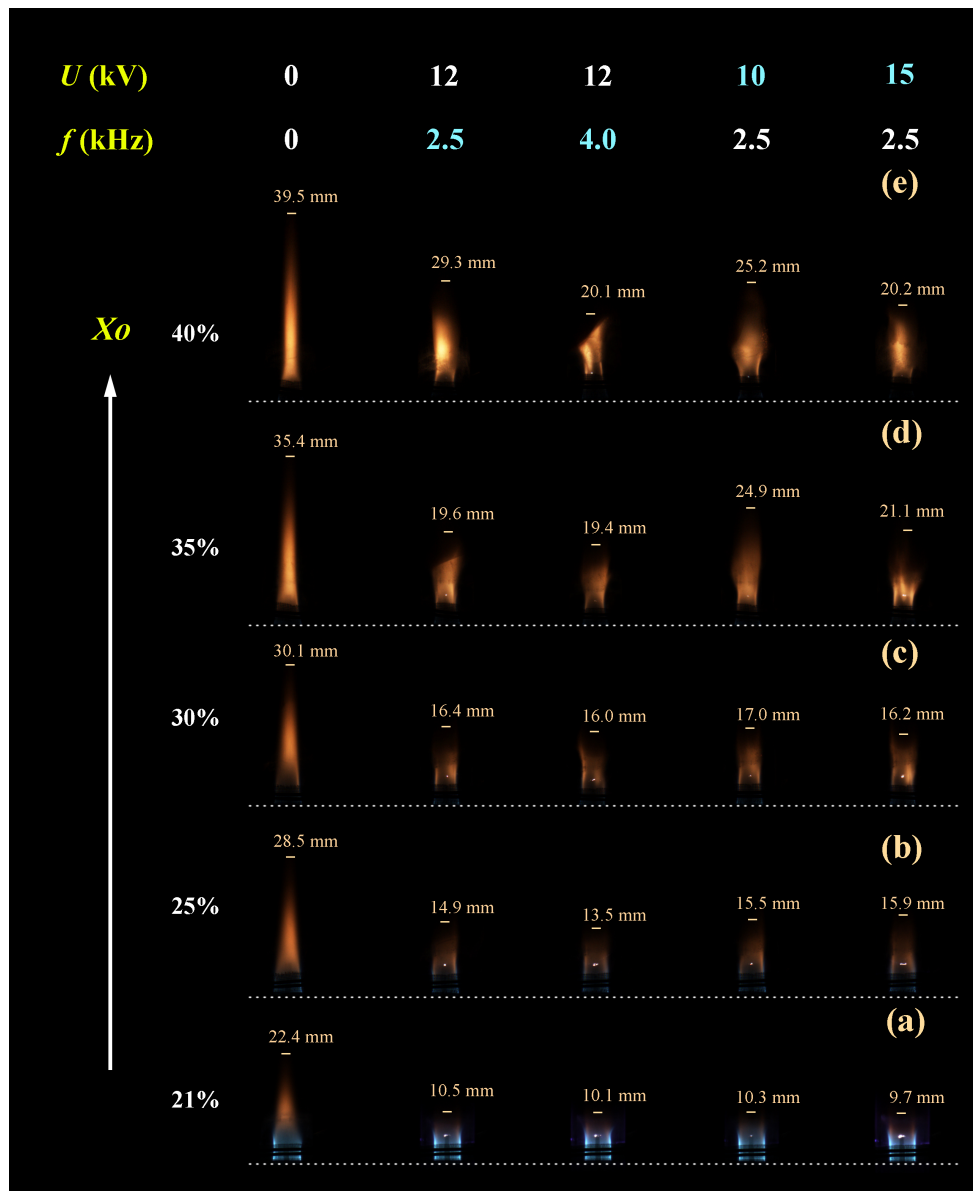 U (kV) 0 12 12 10 15
f (kHz) 0 2.5 4.0 2.5 2.5
(e)
39.5 mm 29.3 mm 20.1 mm 25.2 mm 20.2 mm
Xo 40%
(d)
35.4 mm 19.6 mm 19.4 mm 24.9 mm 21.1 mm
35%
(c)
30.1 mm 16.4 mm 16.0 mm 17.0 mm 16.2 mm
30%
(b)
28.5 mm 14.9 mm 13.5 mm 15.5 mm 15.9 mm
25%
(a)
22.4 mm 10.5 mm 10.1 mm 10.3 mm 9.7 mm
21%